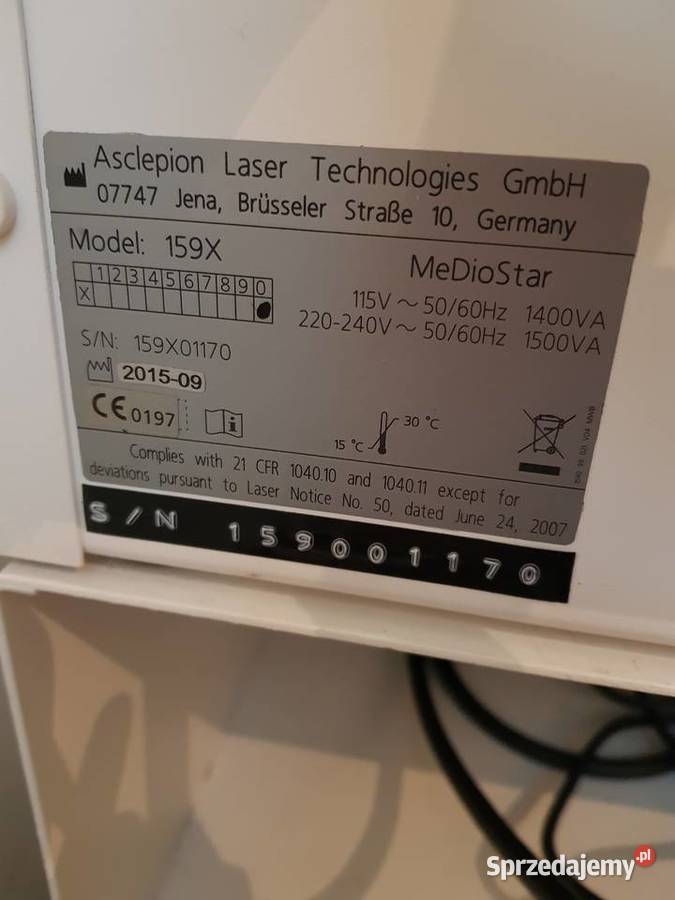 Asclepion Laser Technologies GmbH
07747 Jena, Brüsseler Straße 10, Germany
Model: 159X
MeDioStar
1 2 3 4 5 6 7 8 9 0
X
115V ~ 50/60Hz 1400VA
220-240V ~ 50/60Hz 1500VA
S/N: 159X01170
2015-09
CE 0197
i
30 °C
15 °C
Complies with 21 CFR 1040.10 and 1040.11 except for
deviations pursuant to Laser Notice No. 50, dated June 24, 2007
S/N 159001170
Sprzedajemy.pl